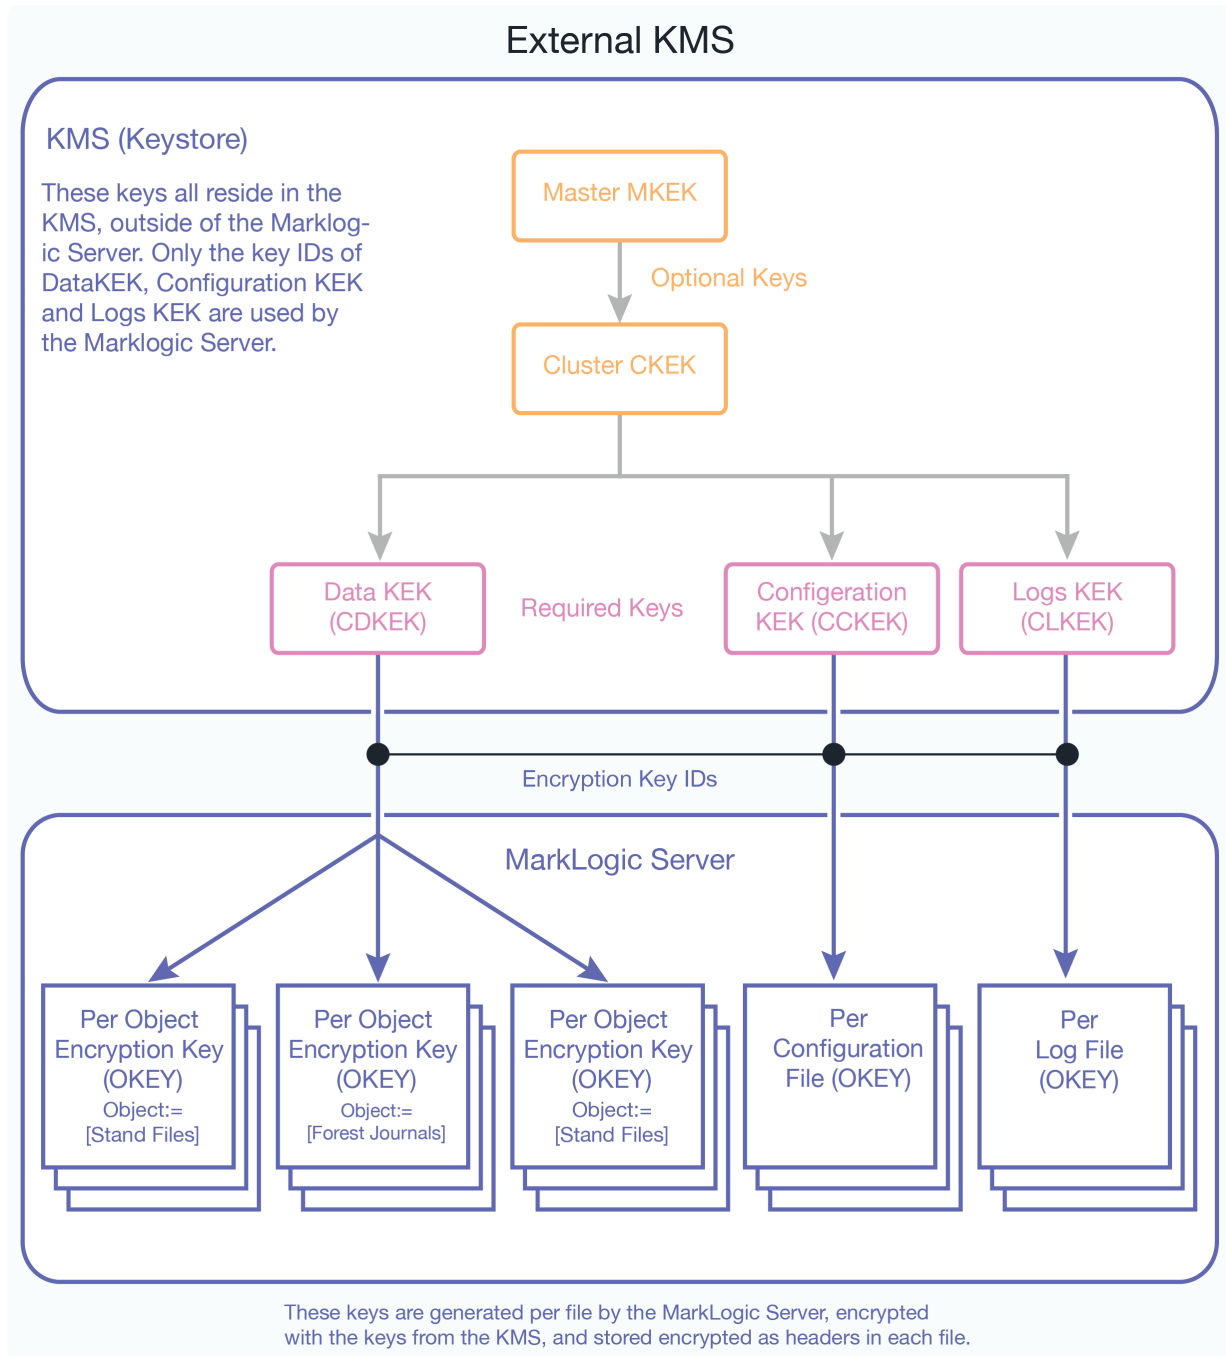 External KMS
KMS (Keystore)
These keys all reside in the
KMS, outside of the Marklog-
ic Server. Only the key IDs of
DataKEK, Configuration KEK
and Logs KEK are used by
the Marklogic Server.
Master MKEK
Optional Keys
Cluster CKEK
Data KEK
(CDKEK)
Required Keys
Configeration
KEK (CCKEK)
Logs KEK
(CLKEK)
Encryption Key IDs
MarkLogic Server
Per Object
Encryption Key
(OKEY)
Object:=
[Stand Files]
Per Object
Encryption Key
(OKEY)
Object:=
[Forest Journals]
Per Object
Encryption Key
(OKEY)
Object:=
[Stand Files]
Per
Configuration
File (OKEY)
Per
Log File
(OKEY)
These keys are generated per file by the MarkLogic Server, encrypted
with the keys from the KMS, and stored encrypted as headers in each file.